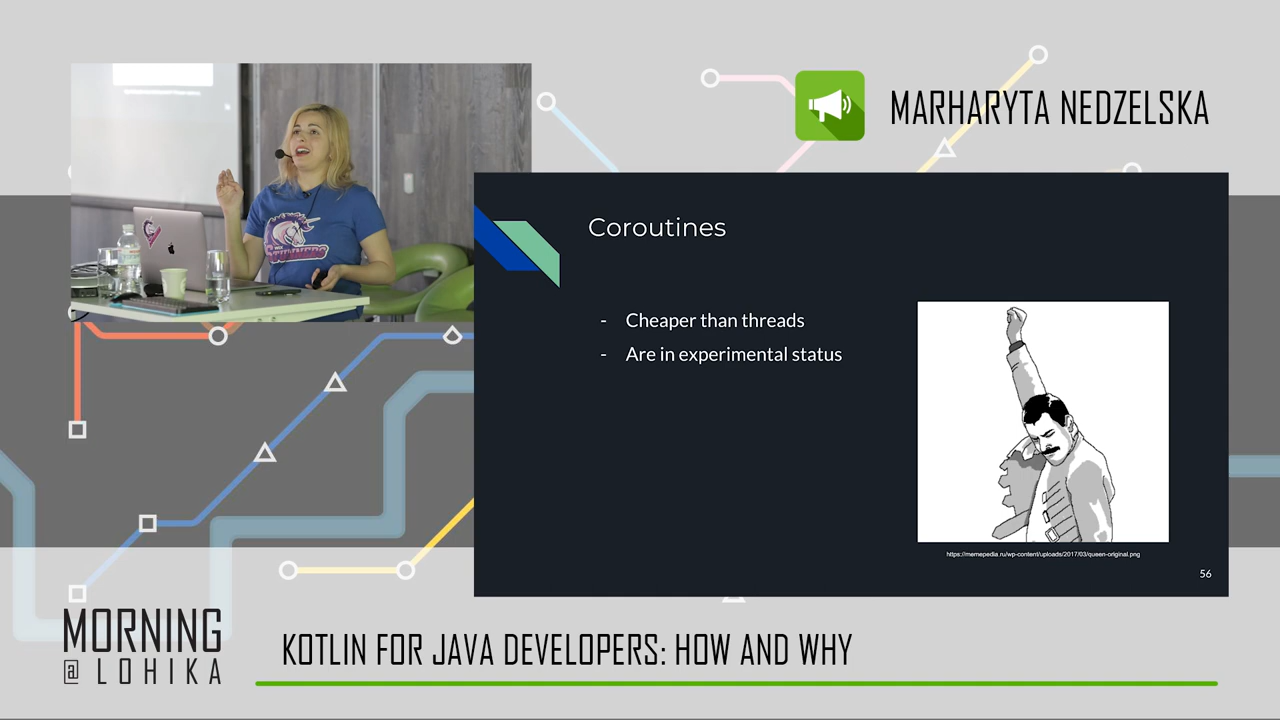 MARHARYTA NEDZELSKA
Coroutines
- Cheaper than threads
- Are in experimental status
https://memepedia.ru/wp-content/uploads/2017/03/queen-original.png
56
MORNING
@ LOHIKA
KOTLIN FOR JAVA DEVELOPERS: HOW AND WHY